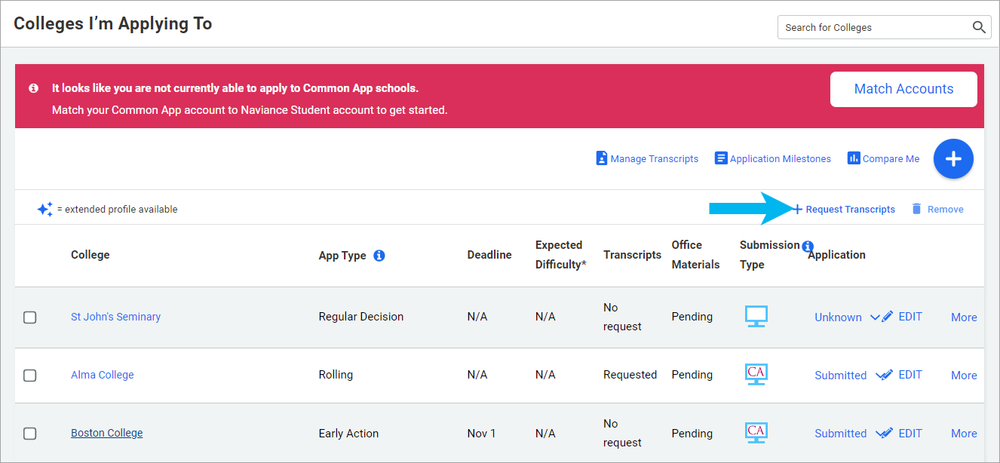 Colleges I’m Applying To
Search for Colleges
It looks like you are not currently able to apply to Common App schools.
Match your Common App account to Naviance Student account to get started.
Match Accounts
Manage Transcripts
Application Milestones
Compare Me
= extended profile available
Request Transcripts
Remove
College
App Type
Deadline
Expected
Difficulty*
Transcripts
Office
Materials
Submission
Type
Application
St John's Seminary
Regular Decision
N/A
N/A
No
request
Pending
Unknown
EDIT
More
Alma College
Rolling
N/A
N/A
Requested
Pending
CA
Submitted
EDIT
More
Boston College
Early Action
Nov 1
N/A
No
request
Pending
CA
Submitted
EDIT
More